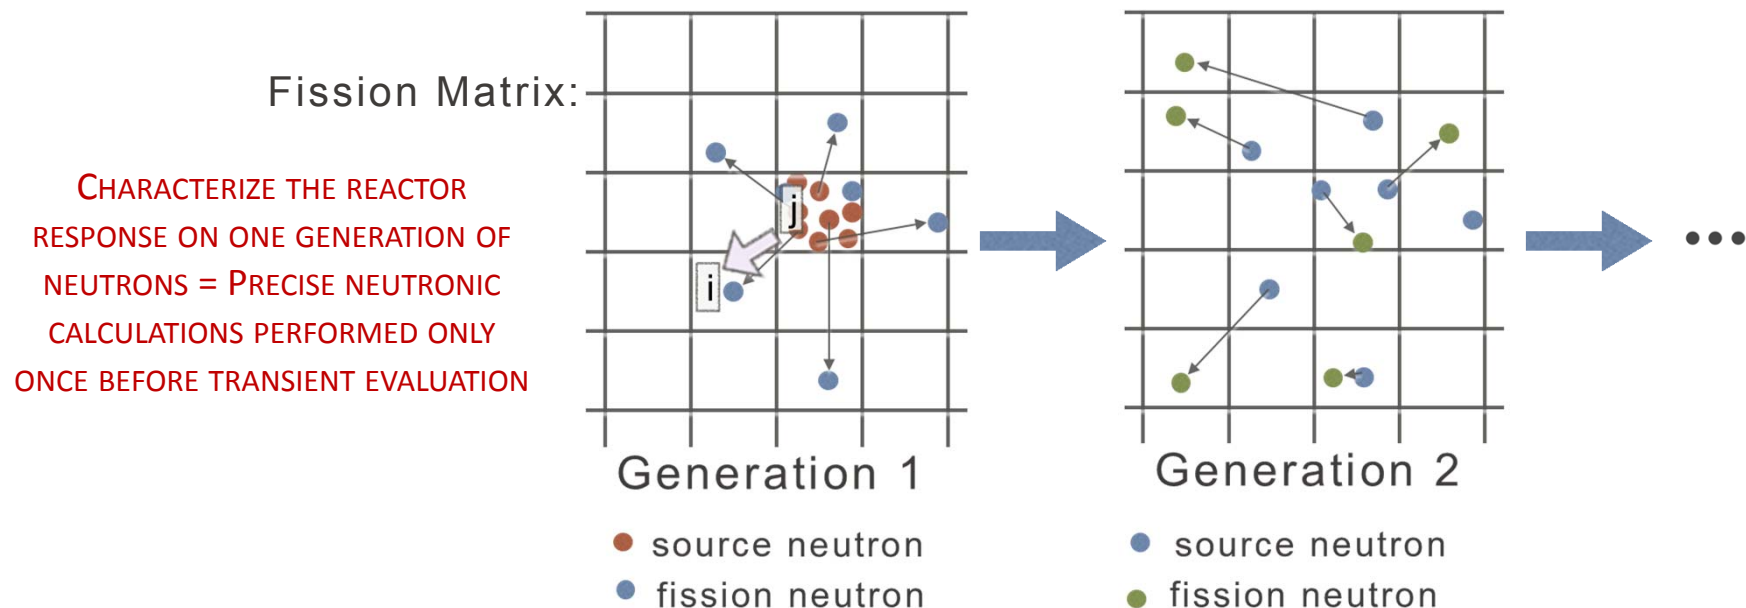 Fission Matrix:
CHARACTERIZE THE REACTOR
RESPONSE ON ONE GENERATION OF
NEUTRONS = PRECISE NEUTRONIC
CALCULATIONS PERFORMED ONLY
ONCE BEFORE TRANSIENT EVALUATION
j
i
Generation 1
source neutron
fission neutron
Generation 2
source neutron
fission neutron
•••